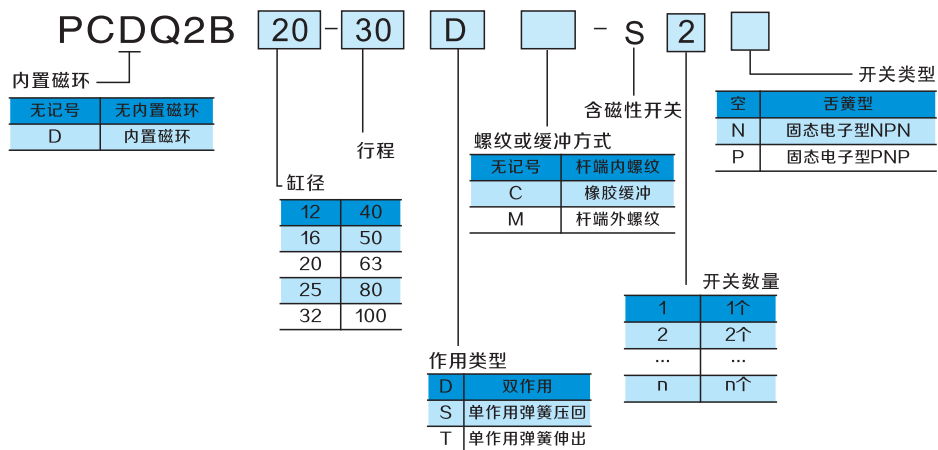 PCDQ2B 20-30 D - S 2
内置磁环
无记号 无内置磁环
D 内置磁环
行程
缸径
12 40
16 50
20 63
25 80
32 100
作用类型
D 双作用
S 单作用弹簧压回
T 单作用弹簧伸出
螺纹或缓冲方式
无记号 杆端内螺纹
C 橡胶缓冲
M 杆端外螺纹
含磁性开关
开关数量
1 1个
2 2个
... ...
n n个
开关类型
空 舌簧型
N 固态电子型NPN
P 固态电子型PNP